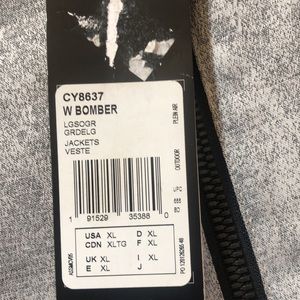 CY8637
W BOMBER
LGSOGR
GRDELG
JACKETS
VESTE
PLEIN AIR
OUTDOOR
UPC
1 91529 35388 0
USA XL D XL
CDN XLTG F XL
UK XL I XL
E XL J